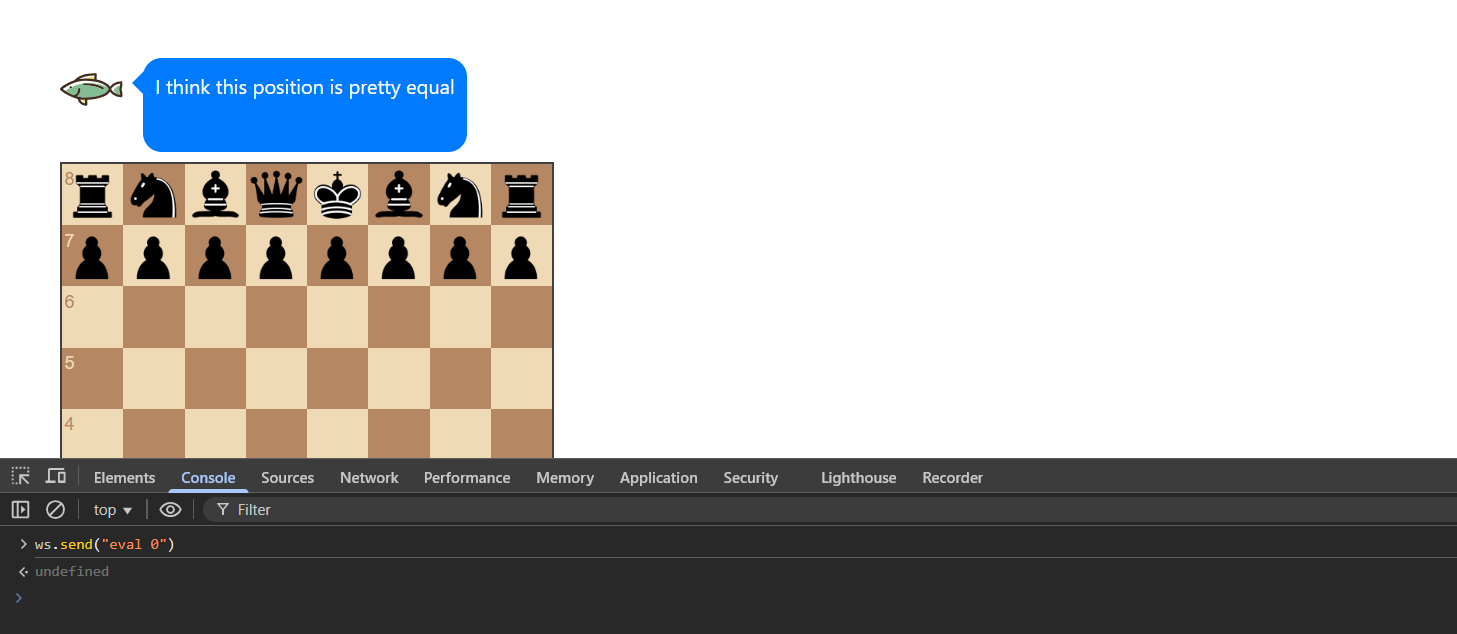 I think this position is pretty equal
8
7
6
5
4
Elements Console Sources Network Performance Memory Application Security Lighthouse Recorder
top Filter
ws.send("eval 0")
undefined